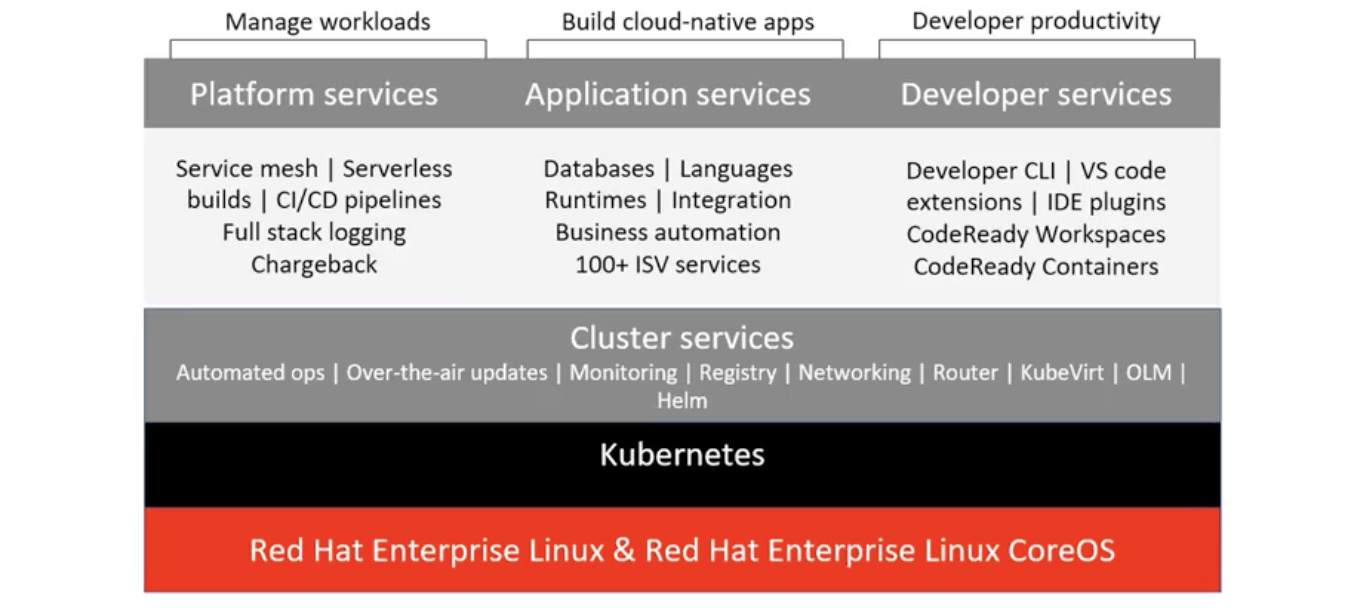 Manage workloads
Build cloud-native apps
Developer productivity
Platform services
Application services
Developer services
Service mesh | Serverless
builds | CI/CD pipelines
Full stack logging
Chargeback
Databases | Languages
Runtimes | Integration
Business automation
100+ ISV services
Developer CLI | VS code
extensions | IDE plugins
CodeReady Workspaces
CodeReady Containers
Cluster services
Automated ops | Over-the-air updates | Monitoring | Registry | Networking | Router | KubeVirt | OLM |
Helm
Kubernetes
Red Hat Enterprise Linux & Red Hat Enterprise Linux CoreOS